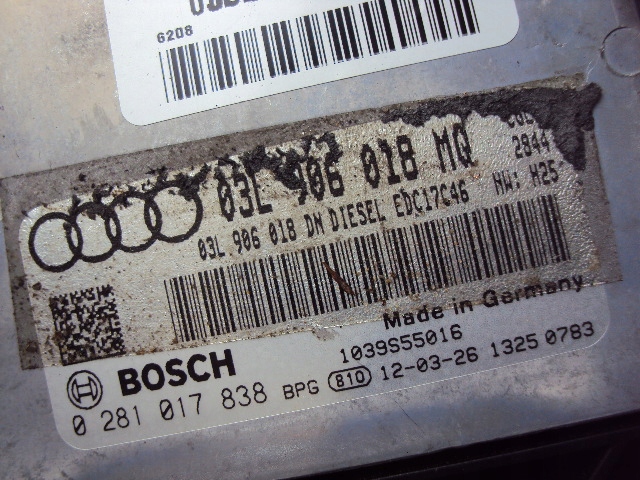 6208
03L 906 018 MQ
03L 906 018 DN DIESEL EDC17C46
2844
HW: H25
Made in Germany
BOSCH
1039S55016
0 281 017 838 BPG 810 12-03-26 1325 0783